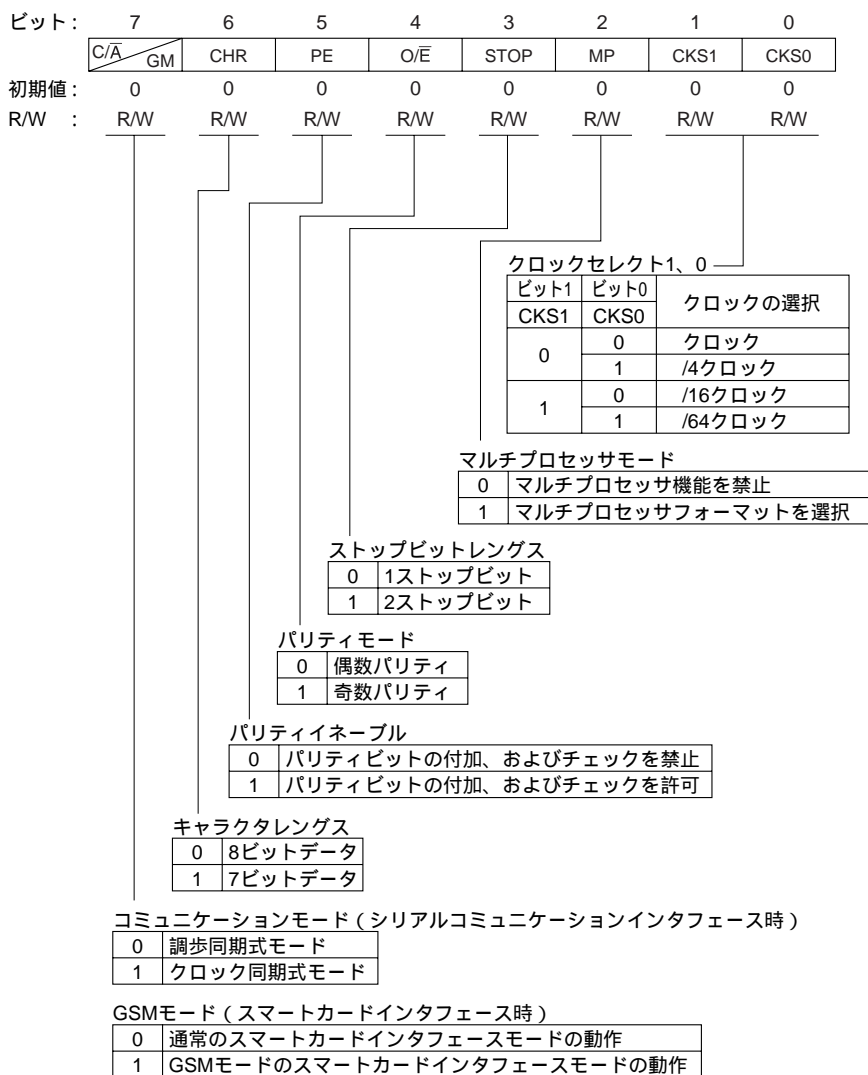 ビット : 7 6 5 4 3 2 1 0
C/A̅ GM CHR PE O/E̅ STOP MP CKS1 CKS0
初期値 : 0 0 0 0 0 0 0 0
R/W : R/W R/W R/W R/W R/W R/W R/W R/W
クロックセレクト1、0
ビット1 ビット0 クロックの選択
CKS1 CKS0
0 0 クロック
1 /4クロック
1 0 /16クロック
1 /64クロック
マルチプロセッサモード
0 マルチプロセッサ機能を禁止
1 マルチプロセッサフォーマットを選択
ストップビットレングス
0 1ストップビット
1 2ストップビット
パリティモード
0 偶数パリティ
1 奇数パリティ
パリティイネーブル
0 パリティビットの付加、およびチェックを禁止
1 パリティビットの付加、およびチェックを許可
キャラクタレングス
0 8ビットデータ
1 7ビットデータ
コミュニケーションモード（シリアルコミュニケーションインタフェース時）
0 調歩同期式モード
1 クロック同期式モード
GSMモード（スマートカードインタフェース時）
0 通常のスマートカードインタフェースモードの動作
1 GSMモードのスマートカードインタフェースモードの動作